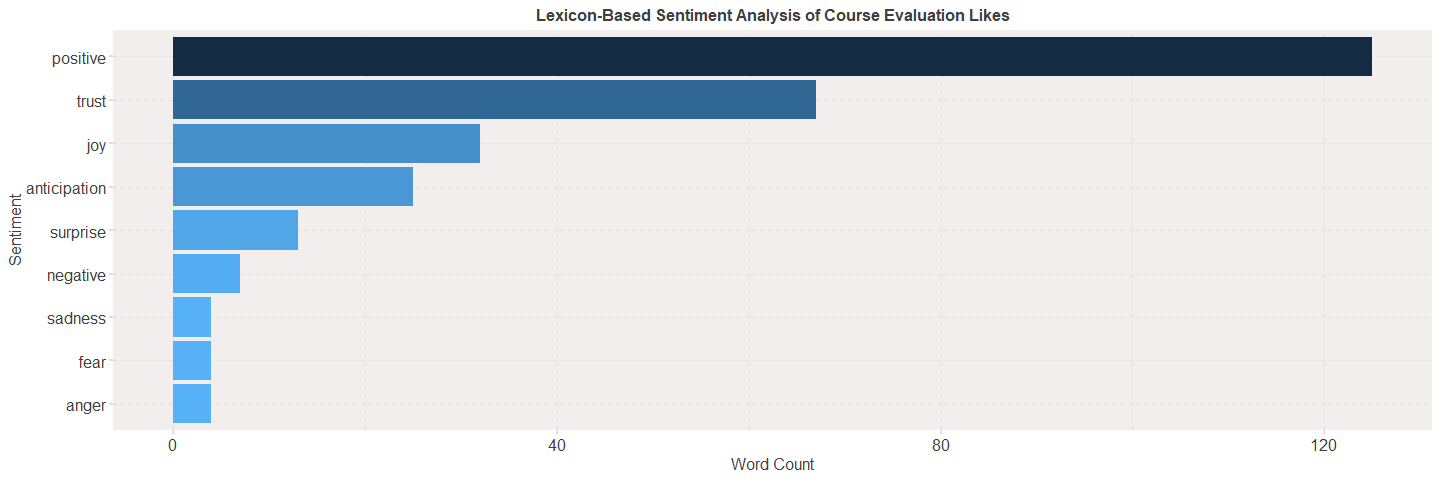 Lexicon-Based Sentiment Analysis of Course Evaluation Likes
Sentiment
positive
trust
joy
anticipation
surprise
negative
sadness
fear
anger
0 40 80 120
Word Count